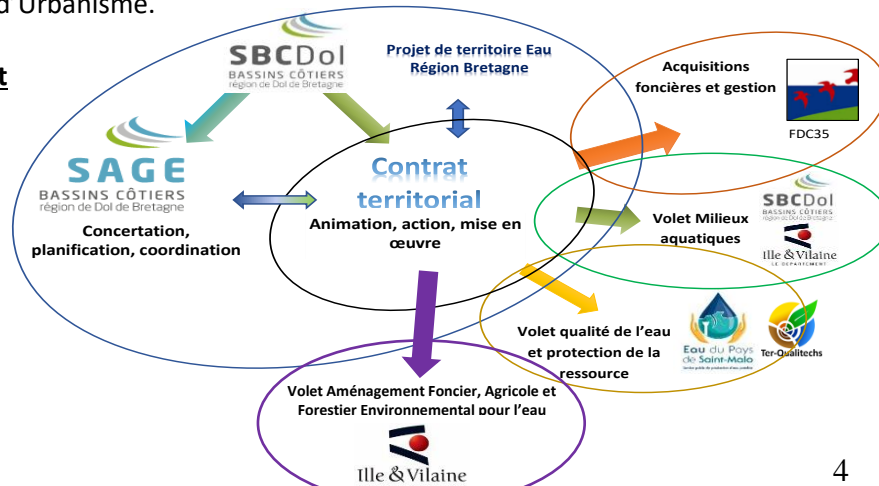 d'Urbanisme.
t
SBCDol
BASSINS CÔTIERS
région de Dol de Bretagne
Projet de territoire Eau
Région Bretagne
Acquisitions
foncières et gestion
FDC35
SAGE
BASSINS CÔTIERS
région de Dol de Bretagne
Concertation,
planification, coordination
Contrat
territorial
Animation, action, mise en
œuvre
Volet Milieux
aquatiques
SBCDol
BASSINS CÔTIERS
région de Dol de Bretagne
Ille & Vilaine
LE DÉPARTEMENT
Volet qualité de l'eau
et protection de la
ressource
Eau du Pays
de Saint-Malo
Ter-Qualitechs
Volet Aménagement Foncier, Agricole et
Forestier Environnemental pour l'eau
Ille & Vilaine
4